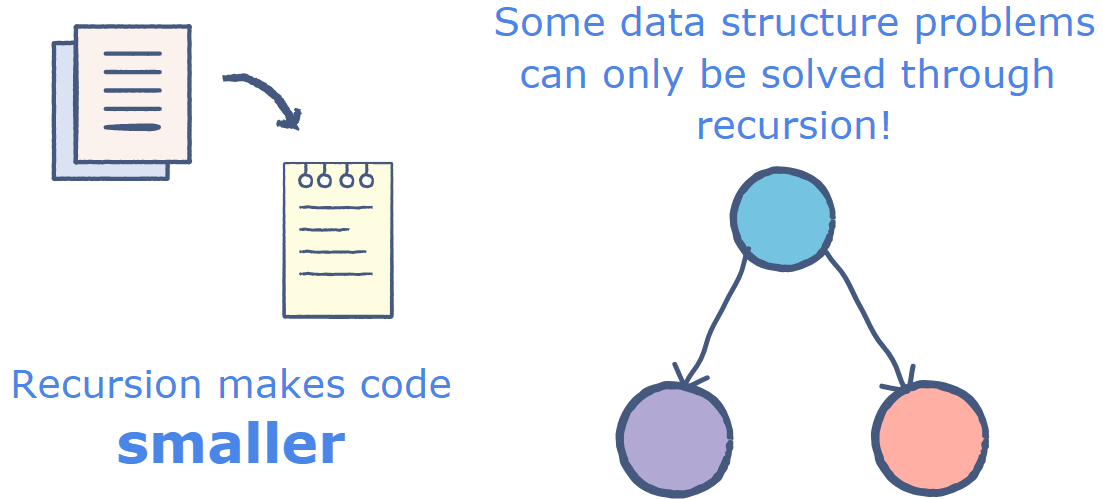 Some data structure problems
can only be solved through
recursion!
Recursion makes code
smaller